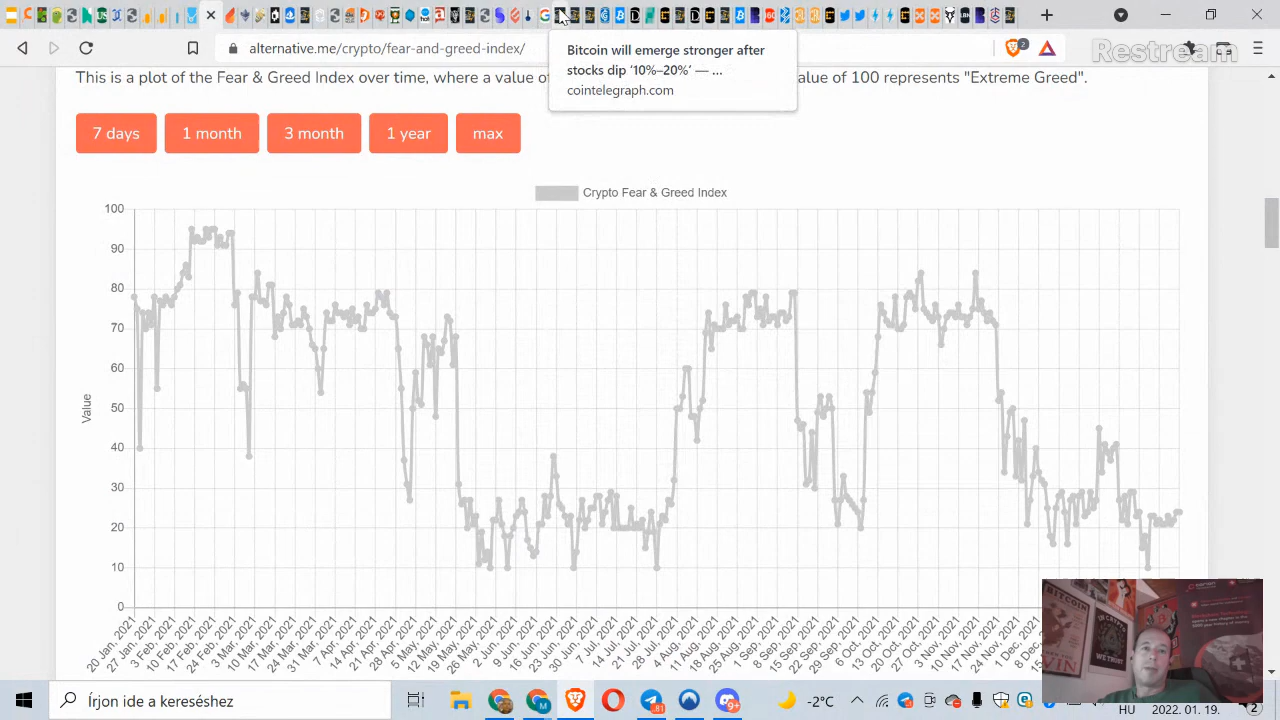 alternative.me/crypto/fear-and-greed-index/
2
Restream
Bitcoin will emerge stronger after
stocks dip '10%–20%' — ...
cointelegraph.com
This is a plot of the Fear & Greed Index over time, where a value of
alue of 100 represents "Extreme Greed".
7 days
1 month
3 month
1 year
max
Crypto Fear & Greed Index
100
90
80
70
60
50
40
30
20
10
0
Value
20 Jan, 2021
27 Jan, 2021
3 Feb, 2021
10 Feb, 2021
17 Feb, 2021
24 Feb, 2021
3 Mar, 2021
10 Mar, 2021
17 Mar, 2021
24 Mar, 2021
31 Mar, 2021
7 Apr, 2021
14 Apr, 2021
21 Apr, 2021
28 Apr, 2021
5 May, 2021
12 May, 2021
19 May, 2021
26 May, 2021
2 Jun, 2021
9 Jun, 2021
16 Jun, 2021
23 Jun, 2021
30 Jun, 2021
7 Jul, 2021
14 Jul, 2021
21 Jul, 2021
28 Jul, 2021
4 Aug, 2021
11 Aug, 2021
18 Aug, 2021
25 Aug, 2021
1 Sep, 2021
8 Sep, 2021
15 Sep, 2021
22 Sep, 2021
29 Sep, 2021
6 Oct, 2021
13 Oct, 2021
20 Oct, 2021
27 Oct, 2021
3 Nov, 2021
10 Nov, 2021
17 Nov, 2021
24 Nov, 2021
1 Dec, 2021
8 Dec, 2021
BITCOIN
WIN
IN CRYPTO
WE TRUST
Írjon ide a kereséshez
M
81
9+
-2°C
HU
2022. 01. 19.